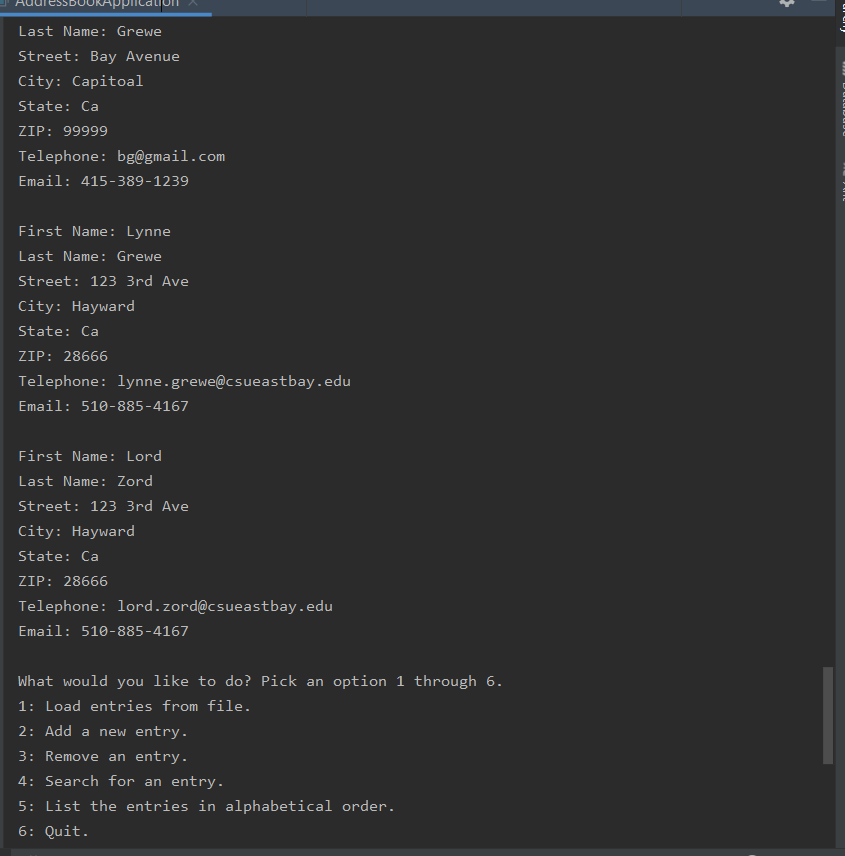 AddressBookApplication
Last Name: Grewe
Street: Bay Avenue
City: Capitoal
State: Ca
ZIP: 99999
Telephone: bg@gmail.com
Email: 415-389-1239
First Name: Lynne
Last Name: Grewe
Street: 123 3rd Ave
City: Hayward
State: Ca
ZIP: 28666
Telephone: lynne.grewe@csueastbay.edu
Email: 510-885-4167
First Name: Lord
Last Name: Zord
Street: 123 3rd Ave
City: Hayward
State: Ca
ZIP: 28666
Telephone: lord.zord@csueastbay.edu
Email: 510-885-4167
What would you like to do? Pick an option 1 through 6.
1: Load entries from file.
2: Add a new entry.
3: Remove an entry.
4: Search for an entry.
5: List the entries in alphabetical order.
6: Quit.